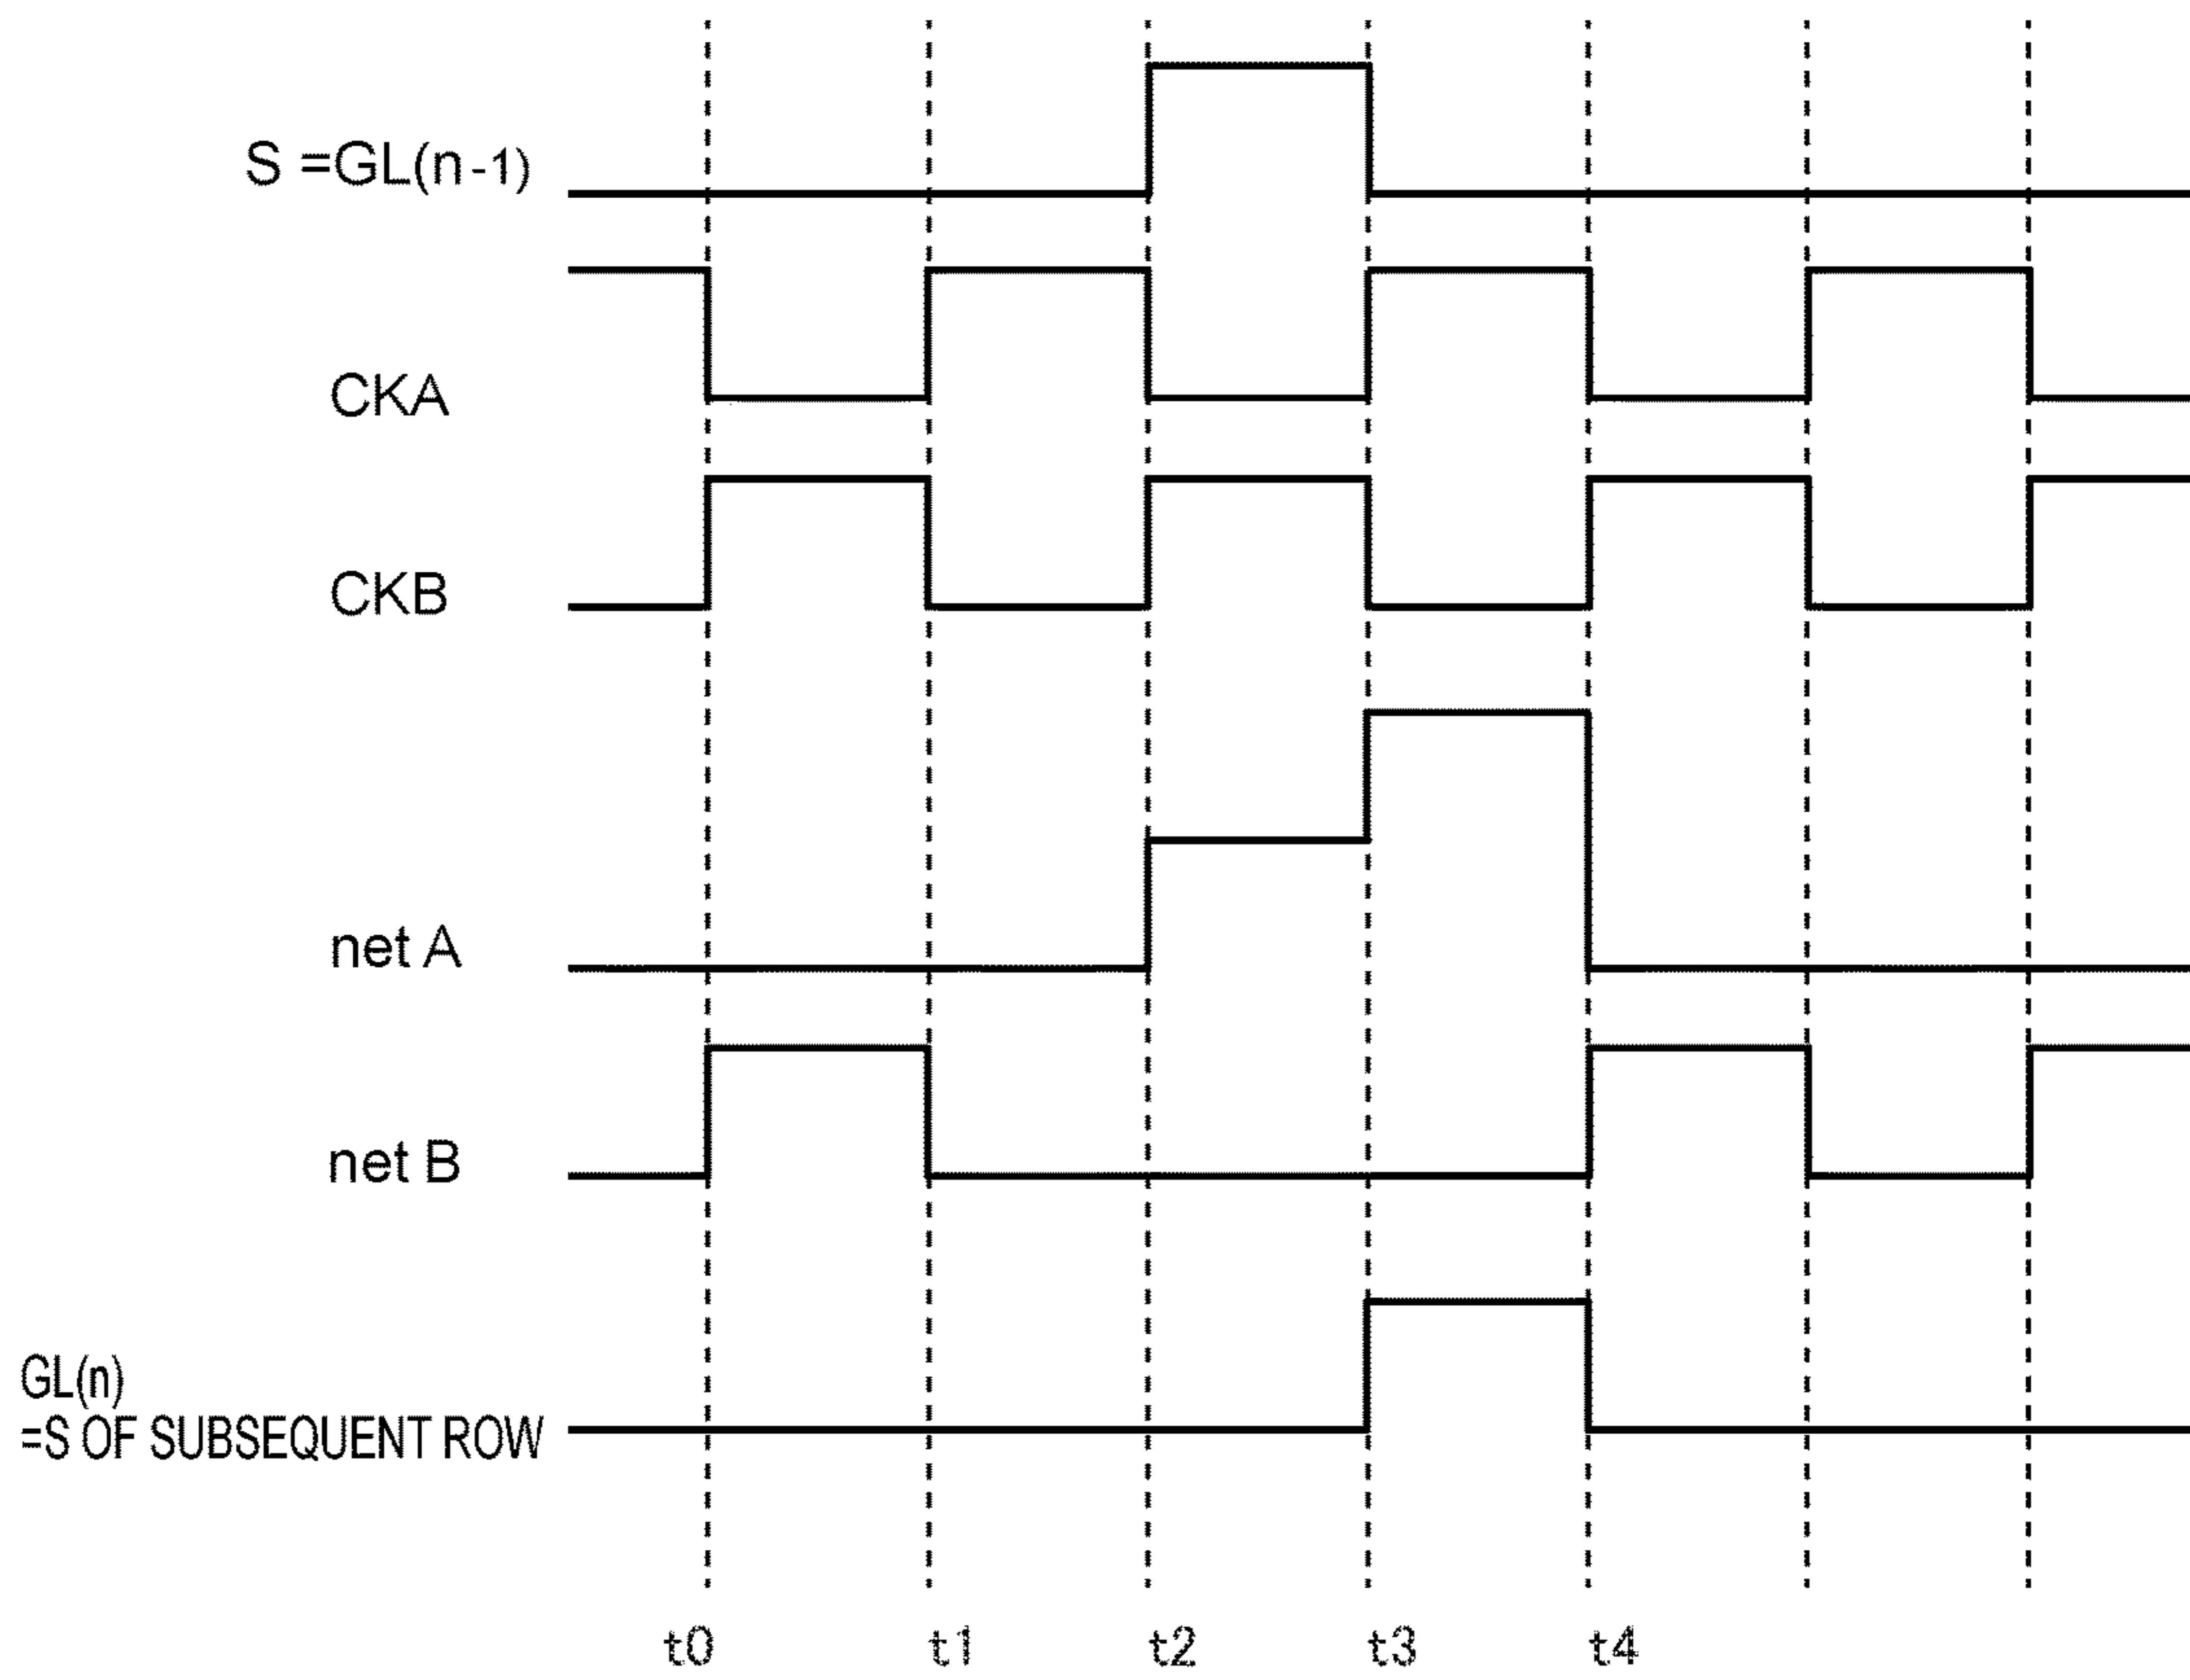 S =GL(n-1)
CKA
CKB
net A
net B
GL(n)
=S OF SUBSEQUENT ROW
t0 t1 t2 t3 t4